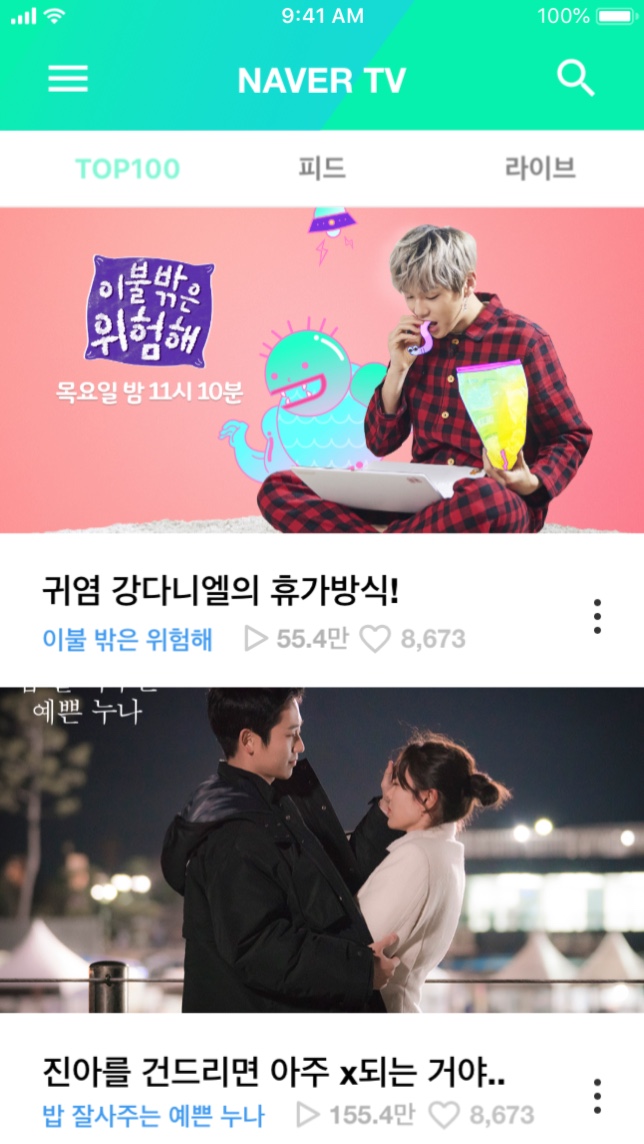 9:41 AM
100%
NAVER TV
TOP100
피드
라이브
이불밖은
위험해
목요일 밤 11시 10분
귀염 강다니엘의 휴가방식!
이불 밖은 위험해
55.4만
8,673
예쁜 누나
진아를 건드리면 아주 x되는 거야..
밥 잘사주는 예쁜 누나
155.4만
8,673